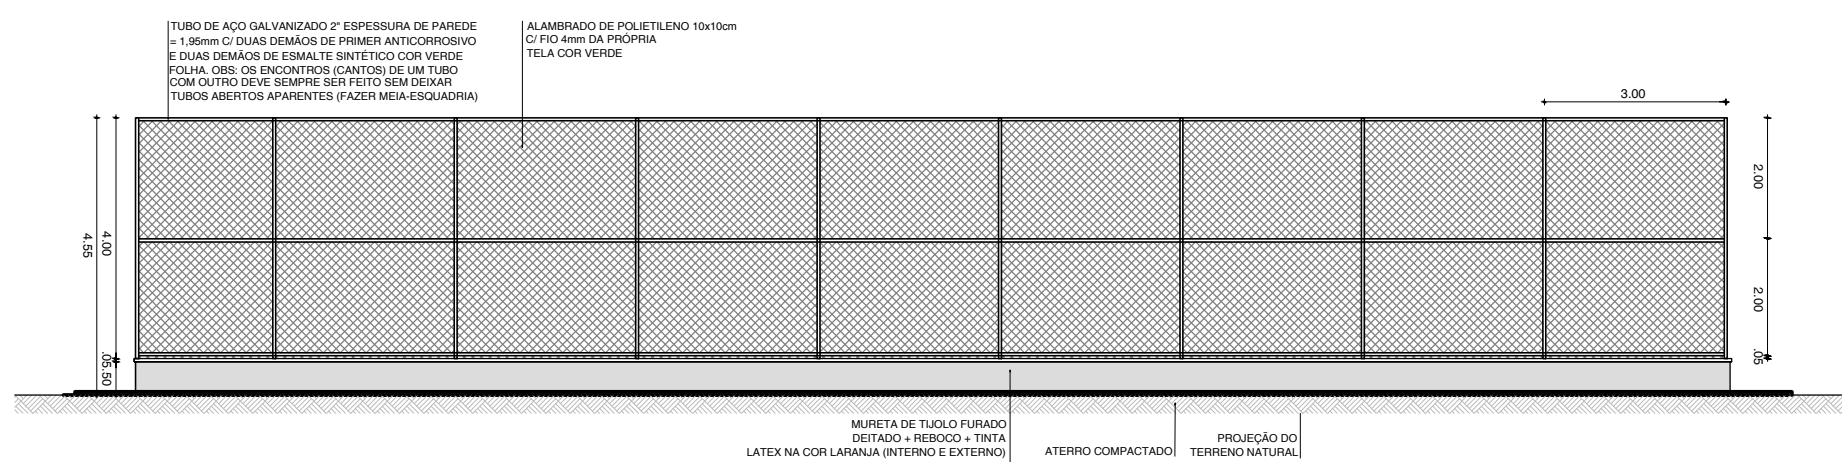 TUBO DE AÇO GALVANIZADO 2" ESPESSURA DE PAREDE
= 1,95mm C/ DUAS DEMÃOS DE PRIMER ANTICORROSIVO
E DUAS DEMÃOS DE ESMALTE SINTÉTICO COR VERDE
FOLHA. OBS: OS ENCONTROS (CANTOS) DE UM TUBO
COM OUTRO DEVE SEMPRE SER FEITO SEM DEIXAR
TUBOS ABERTOS APARENTES (FAZER MEIA-ESQUADRIA)
ALAMBRADO DE POLIETILENO 10x10cm
C/ FIO 4mm DA PRÓPRIA
TELA COR VERDE
3.00
4.55
4.00
.05
.50
2.00
2.00
.05
MURETA DE TIJOLO FURADO
DEITADO + REBOCO + TINTA
LATEX NA COR LARANJA (INTERNO E EXTERNO)
ATERRO COMPACTADO
PROJEÇÃO DO
TERRENO NATURAL